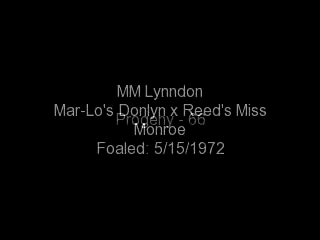 MM Lynndon
Mar-Lo's Donlyn x Reed's Miss
Progeny - 66
Monroe
Foaled: 5/15/1972